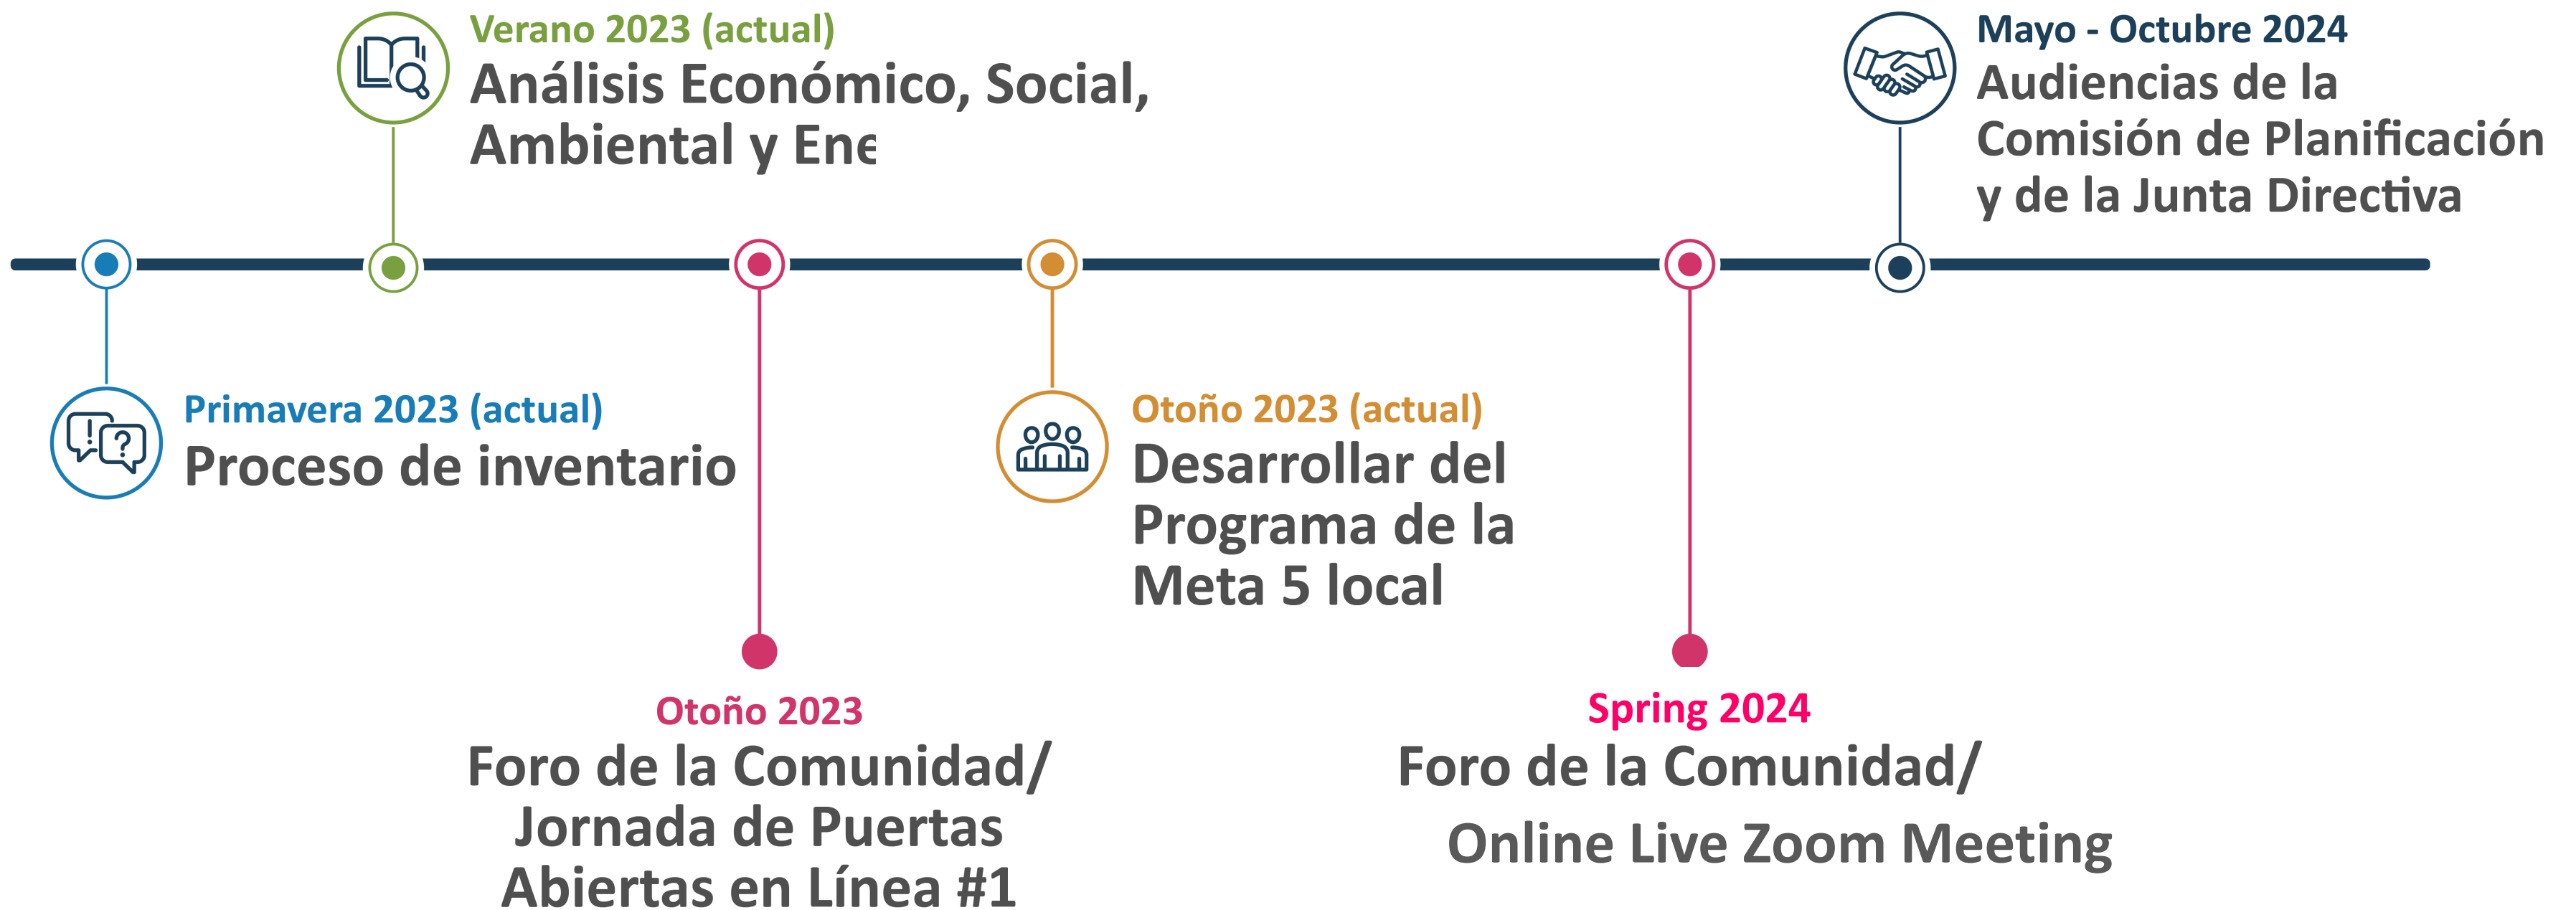 Verano 2023 (actual)
Análisis Económico, Social,
Ambiental y Ene
Mayo - Octubre 2024
Audiencias de la
Comisión de Planificación
y de la Junta Directiva
Primavera 2023 (actual)
Proceso de inventario
Otoño 2023 (actual)
Desarrollar del
Programa de la
Meta 5 local
Otoño 2023
Foro de la Comunidad/
Jornada de Puertas
Abiertas en Línea #1
Spring 2024
Foro de la Comunidad/
Online Live Zoom Meeting